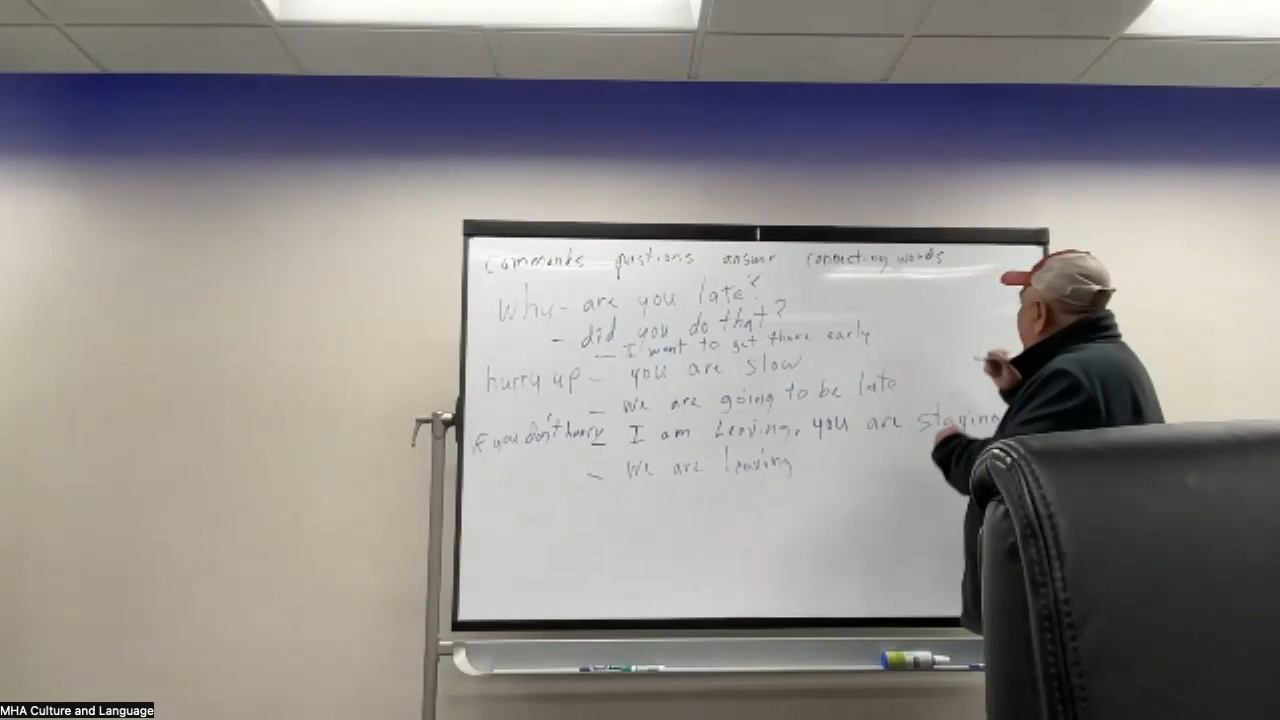 commands questions answer connecting words
Why - are you late?
- did you do that?
- I want to get there early
hurry up - you are slow
- we are going to be late
if you don't hurry - I am leaving, you are staying
- we are leaving
MHA Culture and Language